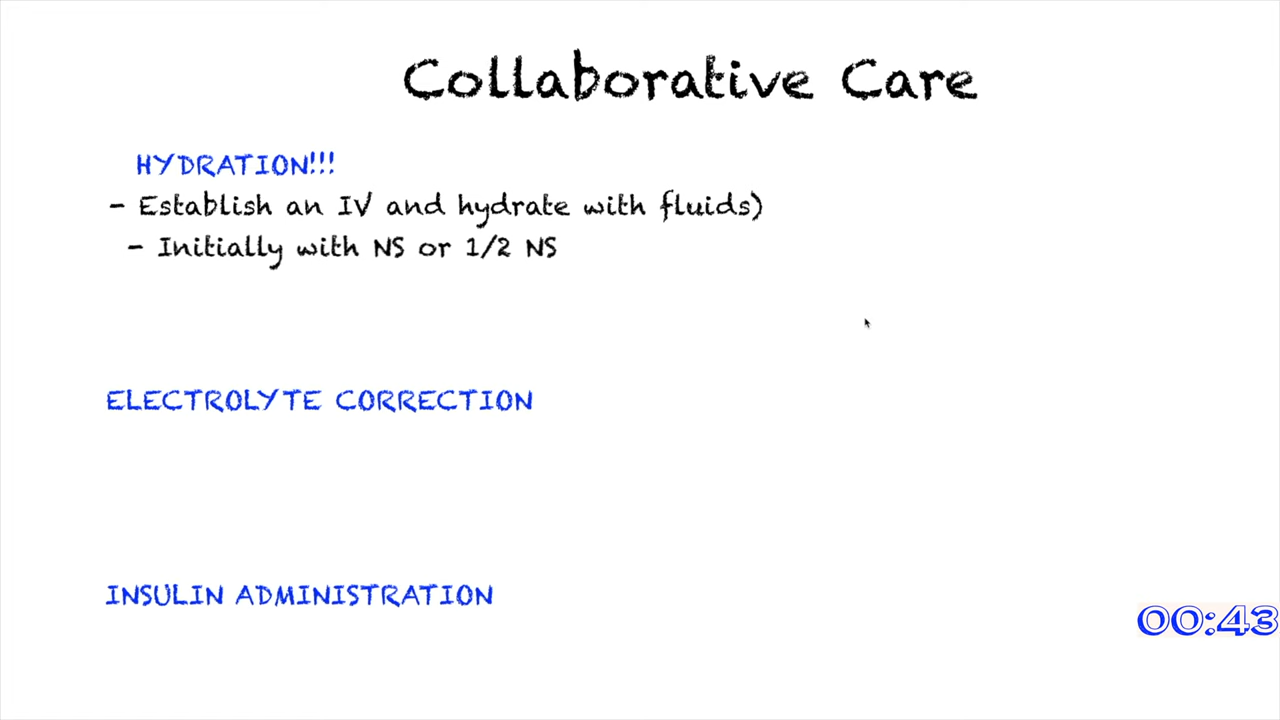 Collaborative Care
HYDRATION!!!
- Establish an IV and hydrate with fluids)
- Initially with NS or 1/2 NS
ELECTROLYTE CORRECTION
INSULIN ADMINISTRATION
00:43